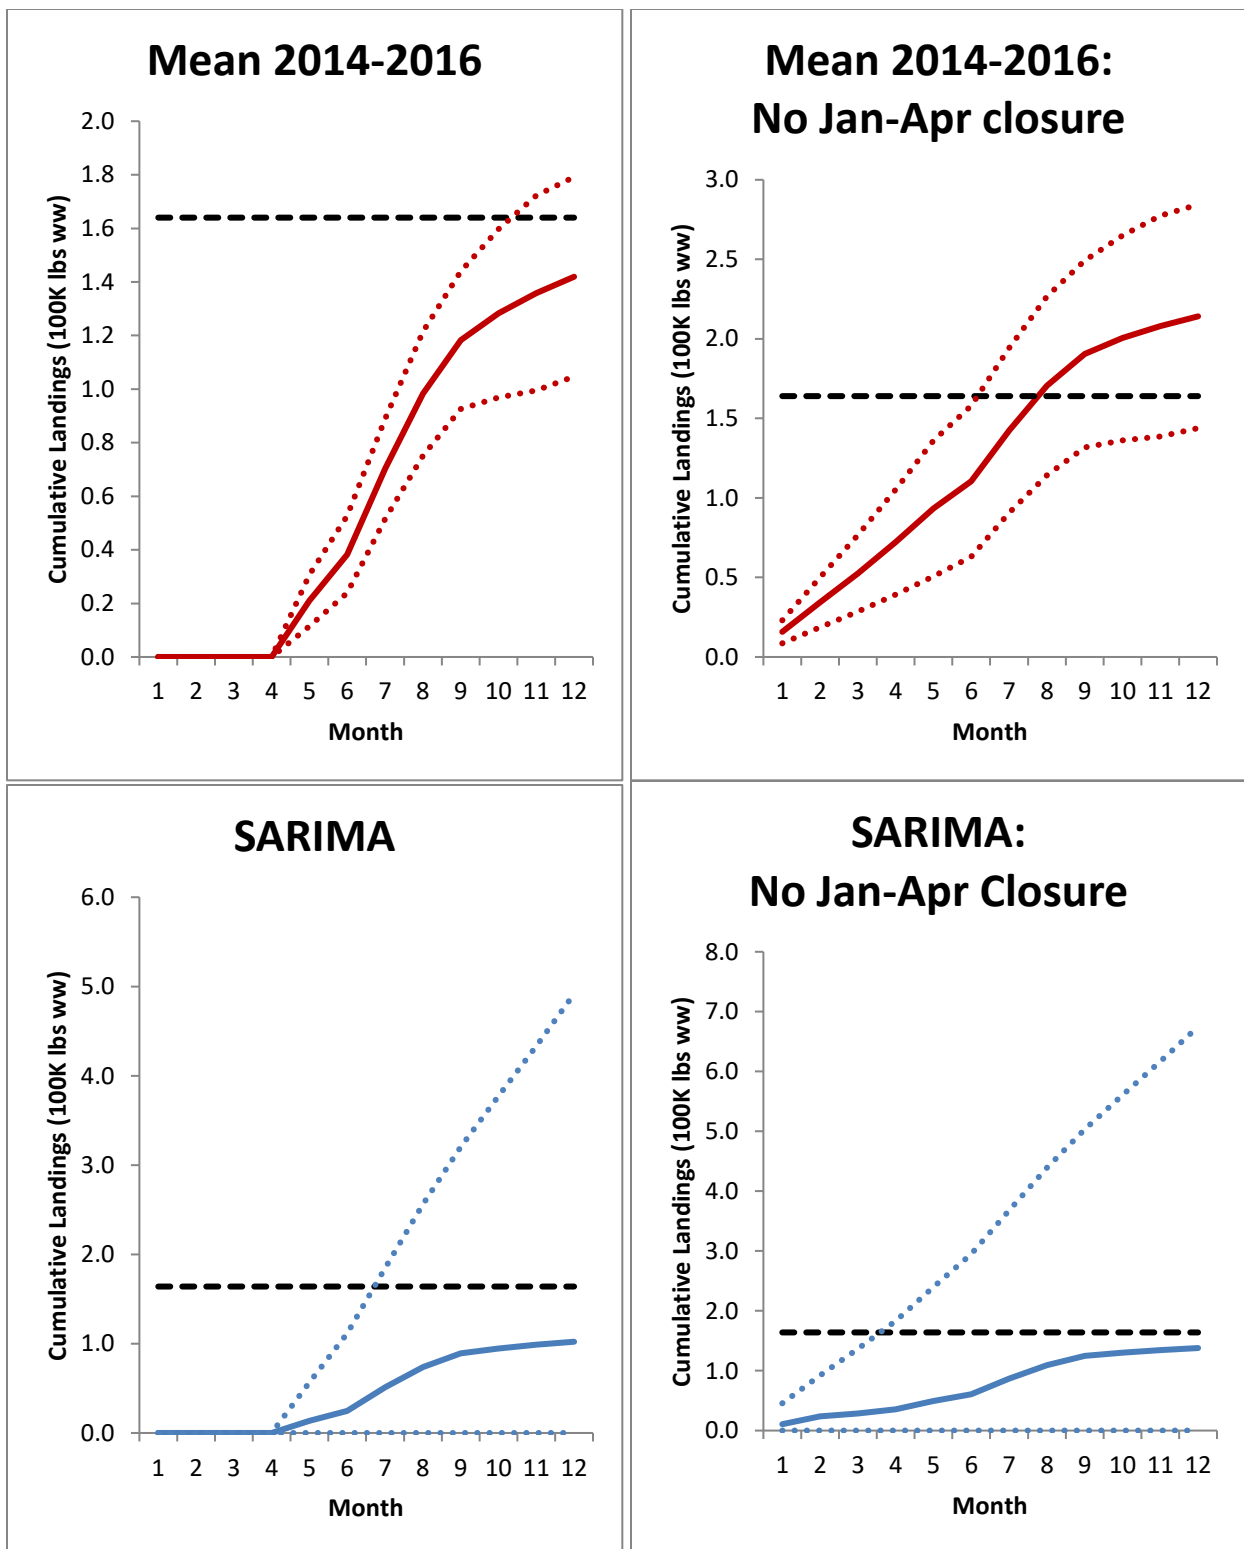 Mean 2014-2016
Cumulative Landings (100K lbs ww)
2.0
1.8
1.6
1.4
1.2
1.0
0.8
0.6
0.4
0.2
0.0
1 2 3 4 5 6 7 8 9 10 11 12
Month
Mean 2014-2016:
No Jan-Apr closure
Cumulative Landings (100K lbs ww)
3.0
2.5
2.0
1.5
1.0
0.5
0.0
1 2 3 4 5 6 7 8 9 10 11 12
Month
SARIMA
Cumulative Landings (100K lbs ww)
6.0
5.0
4.0
3.0
2.0
1.0
0.0
1 2 3 4 5 6 7 8 9 10 11 12
Month
SARIMA:
No Jan-Apr Closure
Cumulative Landings (100K lbs ww)
8.0
7.0
6.0
5.0
4.0
3.0
2.0
1.0
0.0
1 2 3 4 5 6 7 8 9 10 11 12
Month